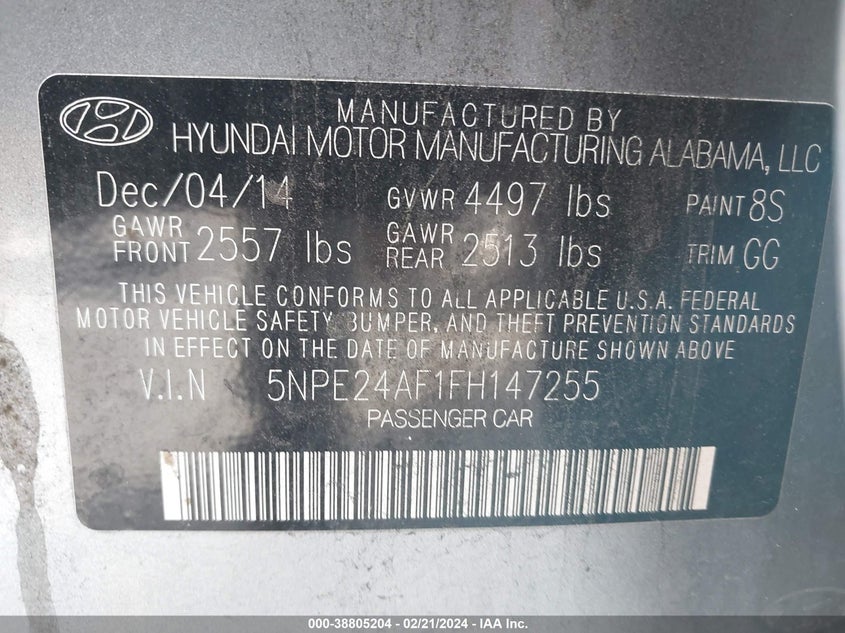 MANUFACTURED BY
HYUNDAI MOTOR MANUFACTURING ALABAMA, LLC
Dec/04/14 GVWR 4497 lbs PAINT 8S
GAWR FRONT 2557 lbs GAWR REAR 2513 lbs TRIM GG
THIS VEHICLE CONFORMS TO ALL APPLICABLE U.S.A. FEDERAL
MOTOR VEHICLE SAFETY, BUMPER, AND THEFT PREVENTION STANDARDS
IN EFFECT ON THE DATE OF MANUFACTURE SHOWN ABOVE
V.I.N 5NPE24AF1FH147255
PASSENGER CAR
000-38805204 - 02/21/2024 - IAA Inc.